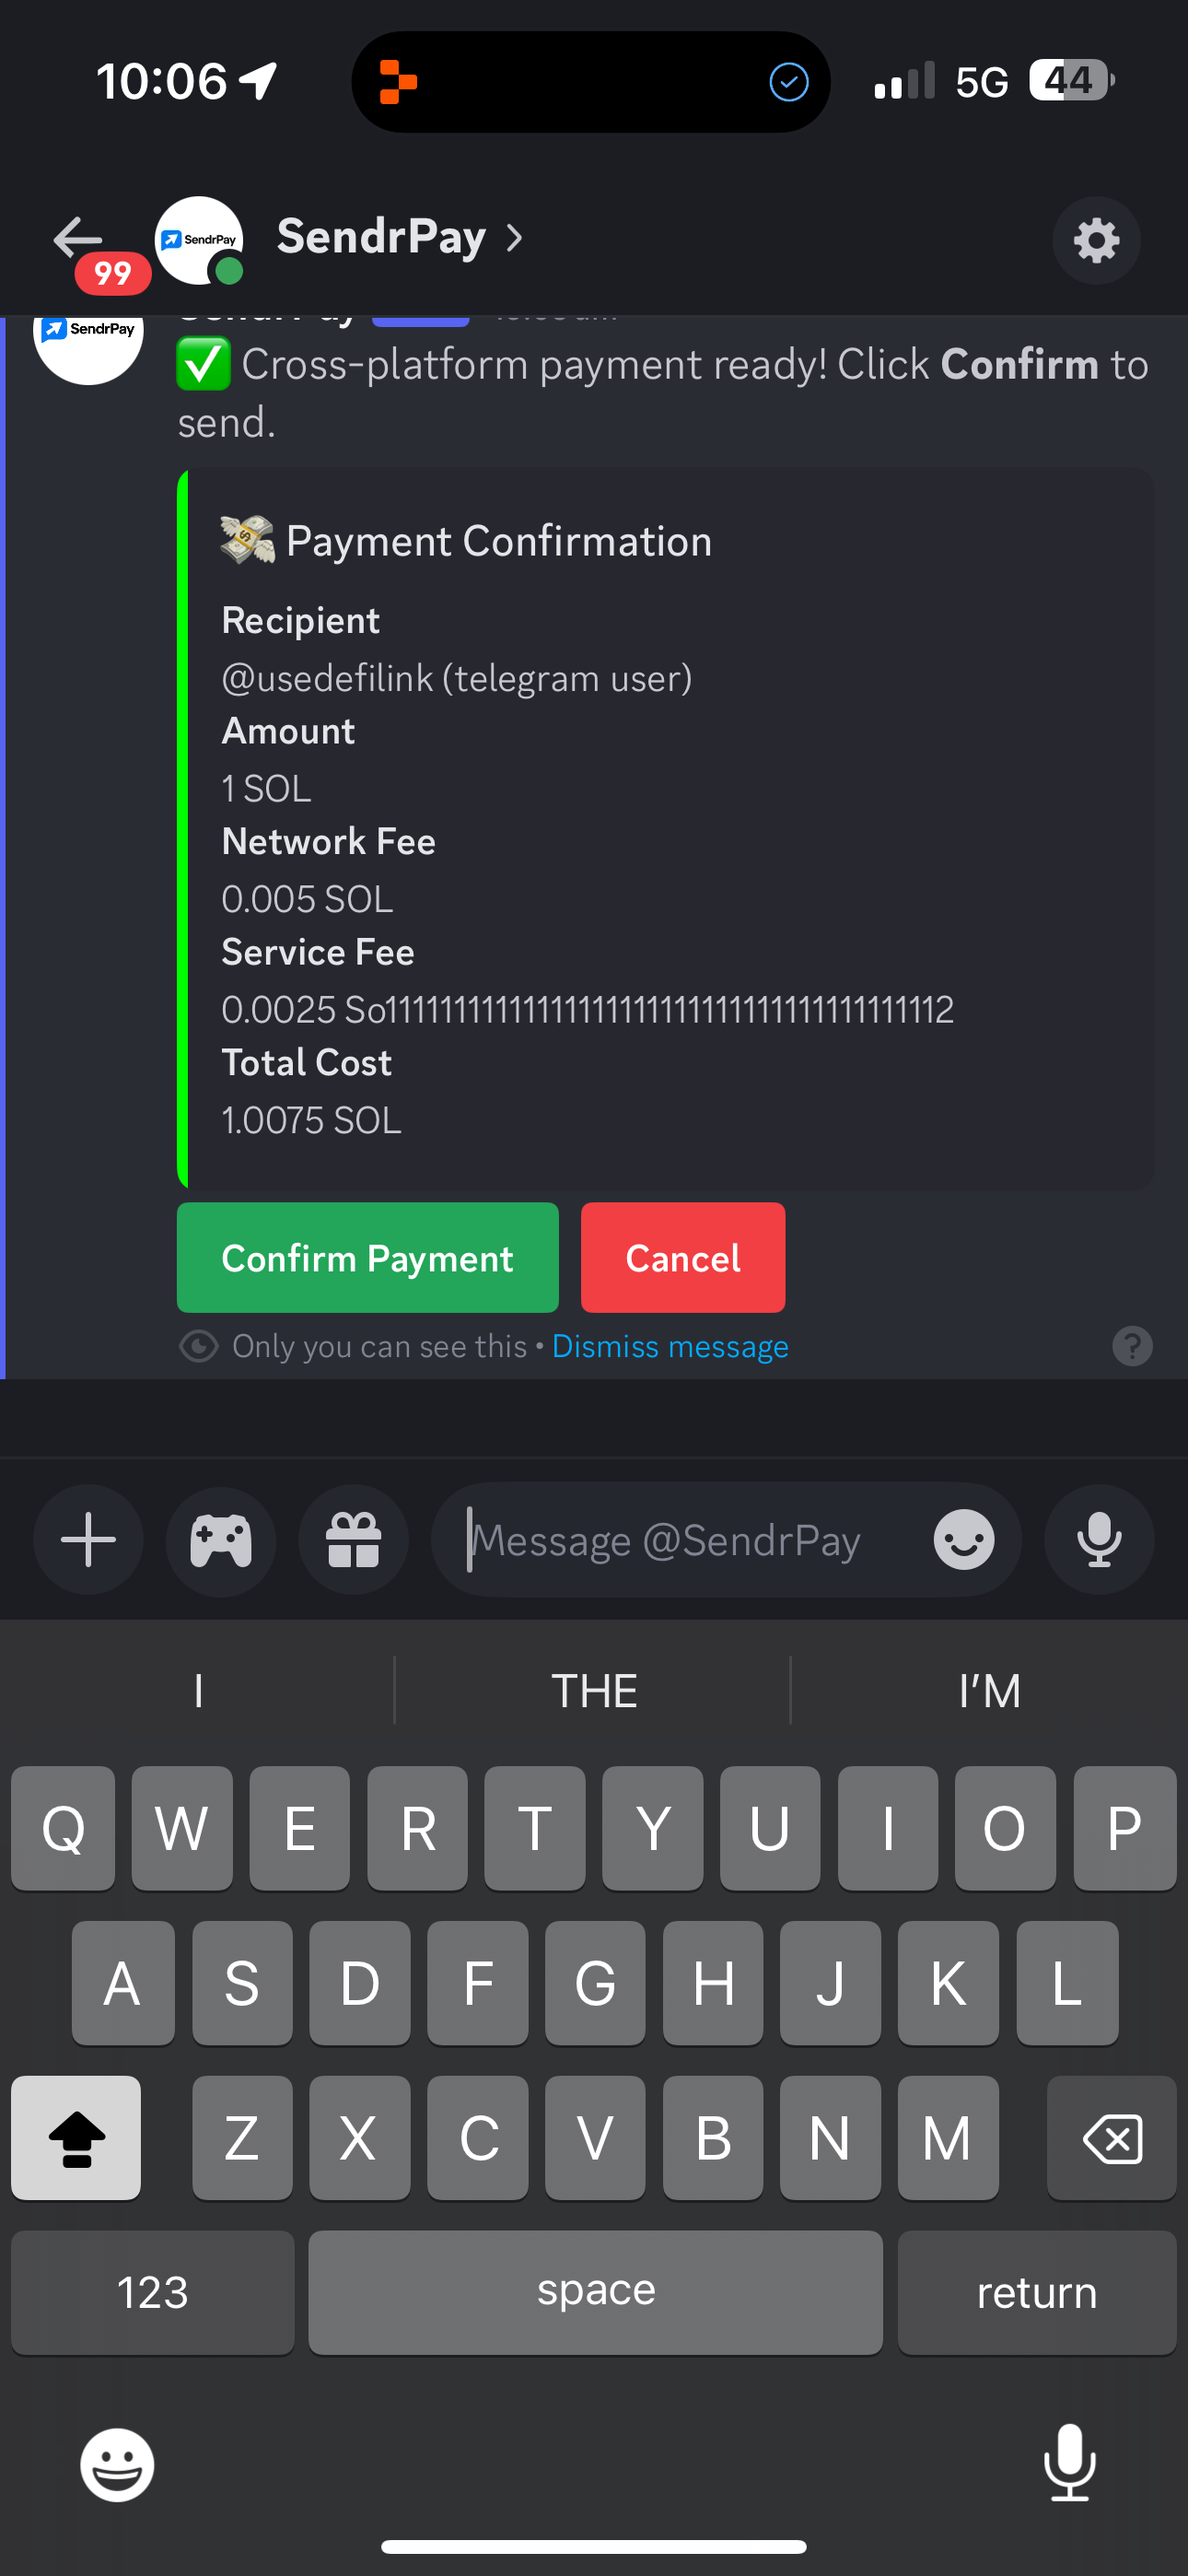 10:06
5G
44
SendrPay
SendrPay
99
SendrPay
SendrPay
✅ Cross-platform payment ready! Click Confirm to
send.
💸 Payment Confirmation
Recipient
@usedefilink (telegram user)
Amount
1 SOL
Network Fee
0.005 SOL
Service Fee
0.0025 So11111111111111111111111111111111111111112
Total Cost
1.0075 SOL
Confirm Payment
Cancel
Only you can see this • Dismiss message
?
Message @SendrPay
I
THE
I'M
Q W E R T Y U I O P
A S D F G H J K L
Z X C V B N M
123
space
return